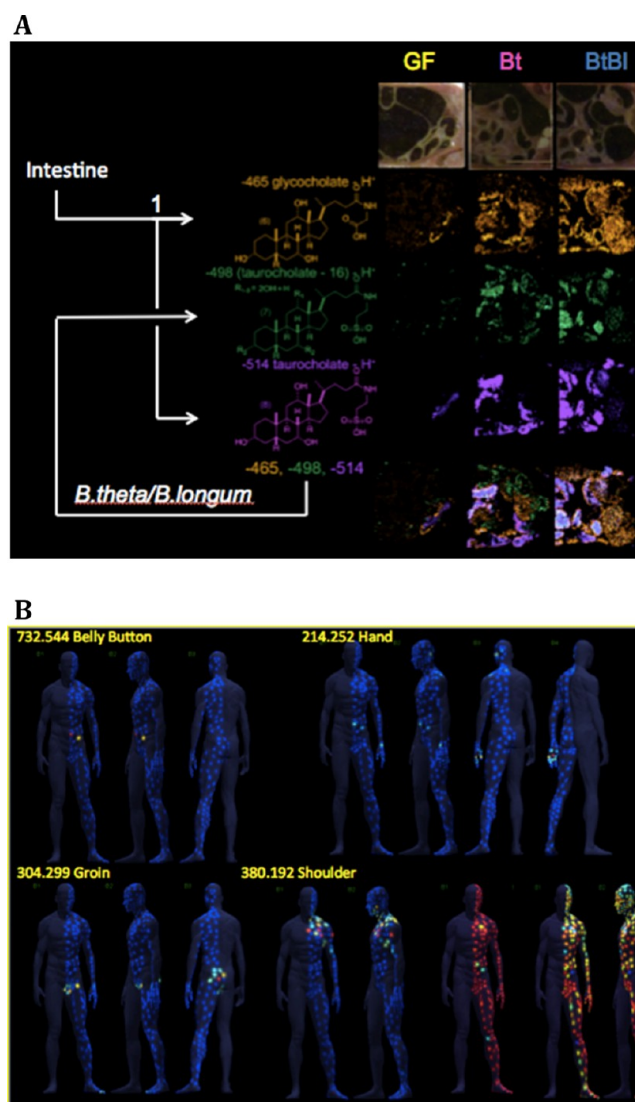 A
GF Bt BtBl
Intestine
1
-465 glycocholate
-498 (taurocholate - 16)
-514 taurocholate
-465, -498, -514
B.theta/B.longum
B
732.544 Belly Button
214.252 Hand
304.299 Groin
380.192 Shoulder